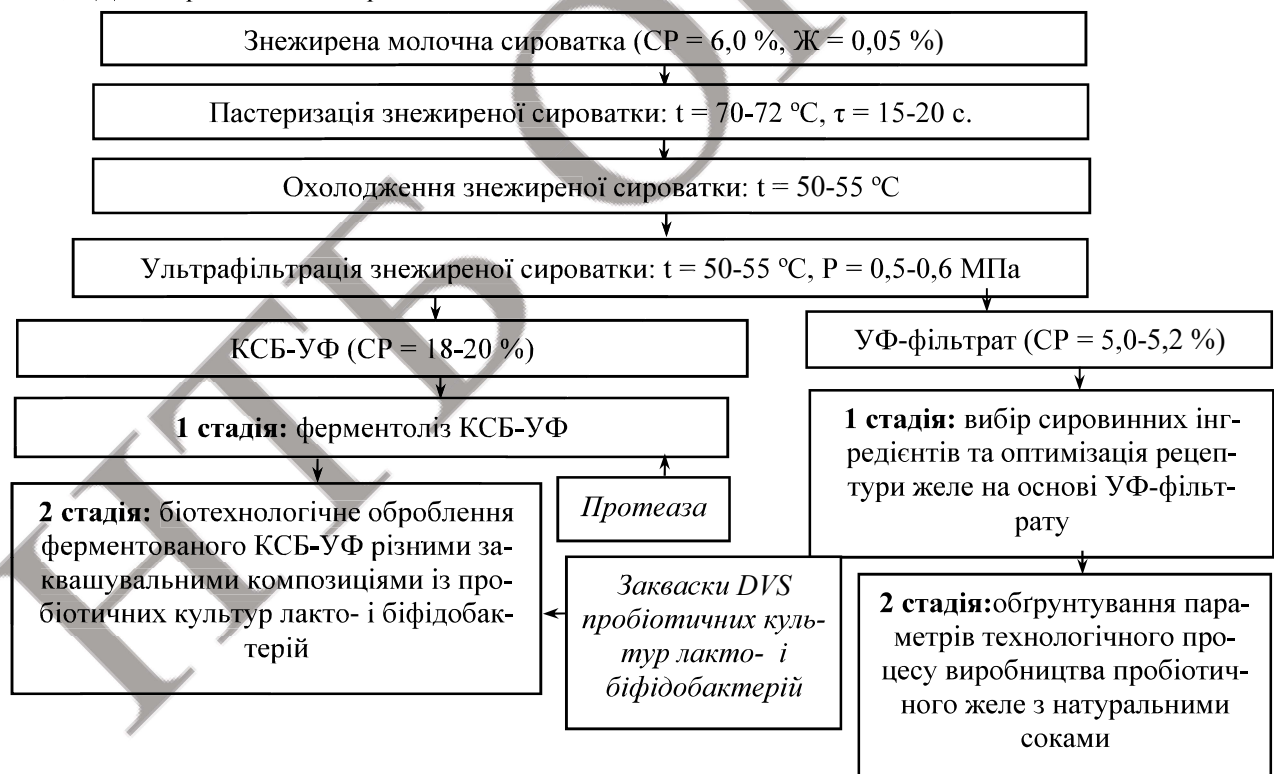 Знежирена молочна сироватка (СР = 6,0 %, Ж = 0,05 %)
Пастеризація знежиреної сироватки: t = 70-72 ºС, τ = 15-20 с.
Охолодження знежиреної сироватки: t = 50-55 ºС
Ультрафільтрація знежиреної сироватки: t = 50-55 ºС, Р = 0,5-0,6 МПа
КСБ-УФ (СР = 18-20 %)
1 стадія: ферментоліз КСБ-УФ
Протеаза
2 стадія: біотехнологічне оброблення
ферментованого КСБ-УФ різними за-
квашувальними композиціями із про-
біотичних культур лакто- і біфідобак-
терій
Закваски DVS
пробіотичних куль-
тур лакто- і
біфідобактерій
УФ-фільтрат (СР = 5,0-5,2 %)
1 стадія: вибір сировинних інг-
редієнтів та оптимізація рецеп-
тури желе на основі УФ-фільт-
рату
2 стадія:обґрунтування пара-
метрів технологічного про-
цесу виробництва пробіотич-
ного желе з натуральними
соками
НТБ